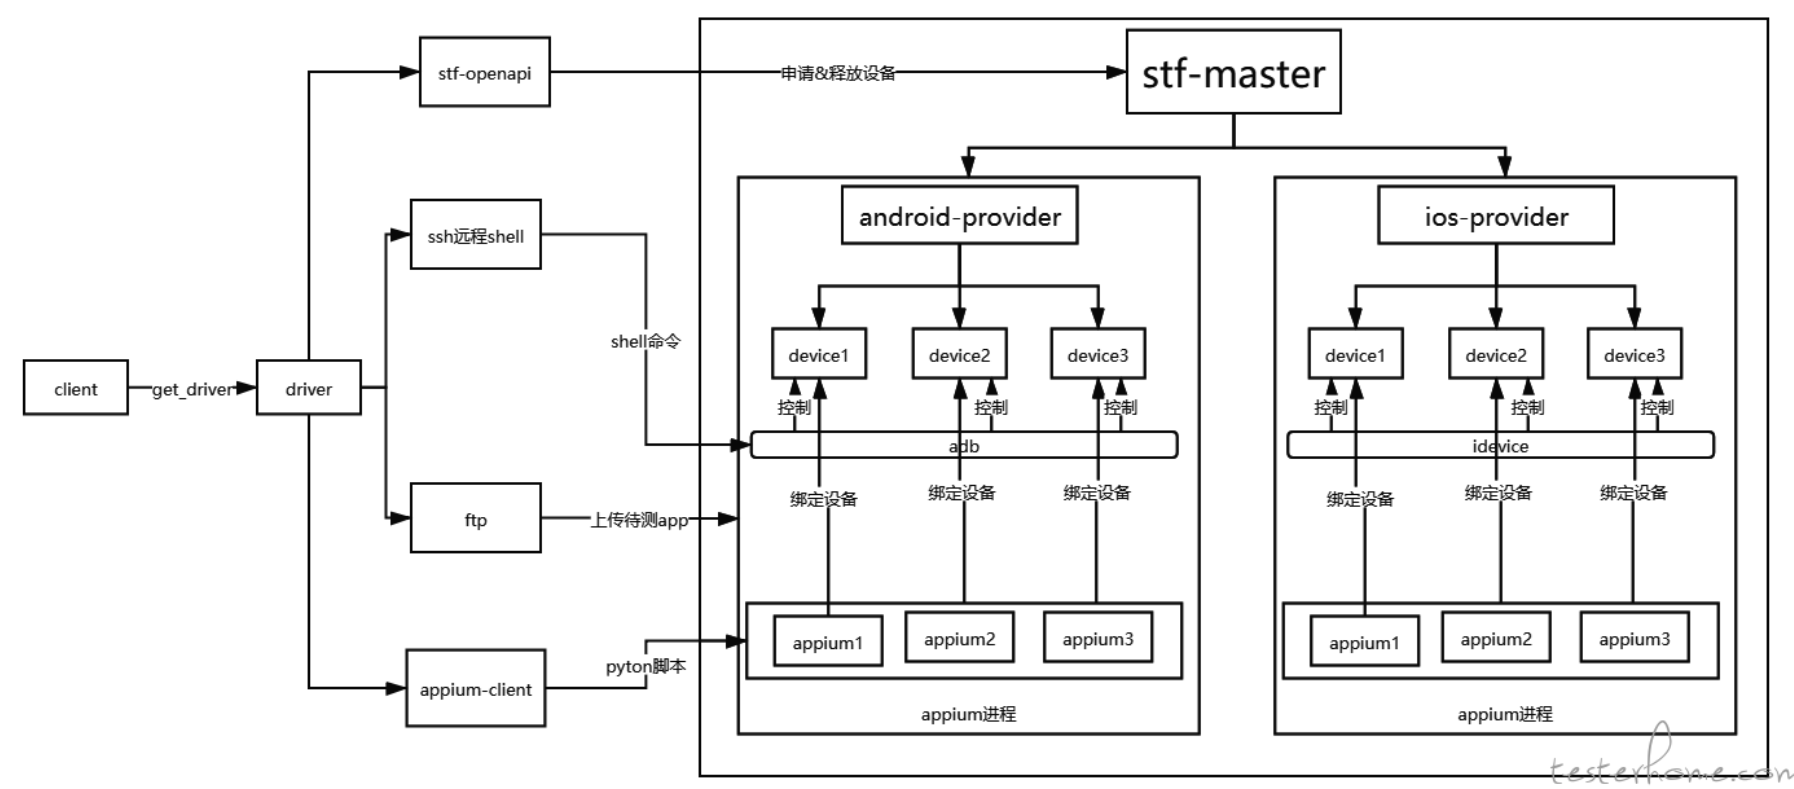 stf-openapi
申请&释放设备
stf-master
android-provider
ios-provider
ssh远程shell
shell命令
device1
device2
device3
device1
device2
device3
client
get_driver
driver
控制
控制
控制
控制
控制
控制
adb
idevice
绑定设备
绑定设备
绑定设备
绑定设备
绑定设备
绑定设备
ftp
上传待测app
appium1
appium2
appium3
appium1
appium2
appium3
pyton脚本
appium-client
appium进程
appium进程
testerhome.com